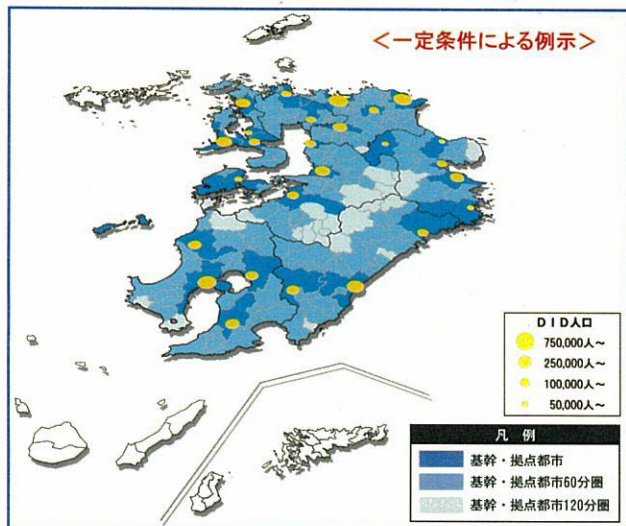 ＜一定条件による例示＞
ＤＩＤ人口
750,000人～
250,000人～
100,000人～
50,000人～
凡 例
基幹・拠点都市
基幹・拠点都市60分圏
基幹・拠点都市120分圏